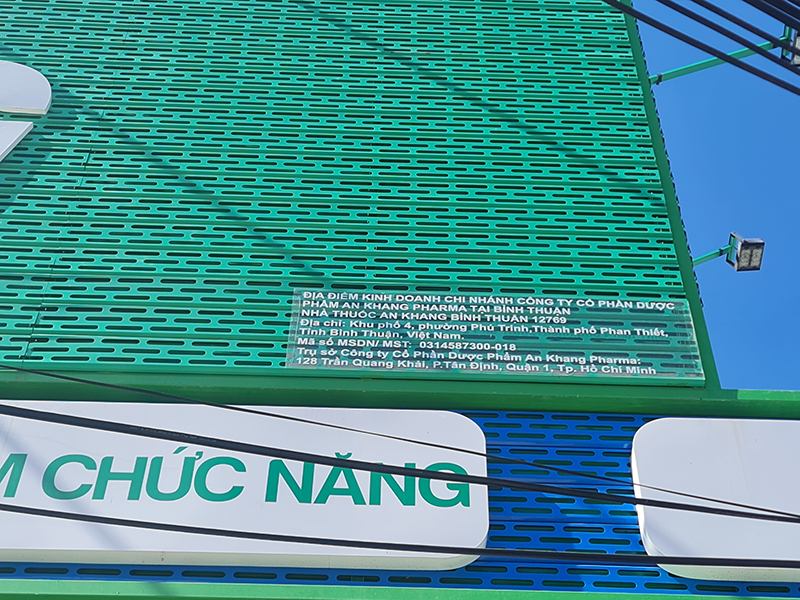 ĐỊA ĐIỂM KINH DOANH CHI NHÁNH CÔNG TY CỔ PHẦN DƯỢC
PHẨM AN KHANG PHARMA TẠI BÌNH THUẬN
NHÀ THUỐC AN KHANG BÌNH THUẬN 12769
Địa chỉ: Khu phố 4, phường Phú Trinh,Thành phố Phan Thiết,
Tỉnh Bình Thuận, Việt Nam.
Mã số MSDN/ MST: 0314587300-018
Trụ sở Công ty Cổ Phần Dược Phẩm An Khang Pharma:
128 Trần Quang Khải, P.Tân Định, Quận 1, Tp. Hồ Chí Minh
M CHỨC NĂNG